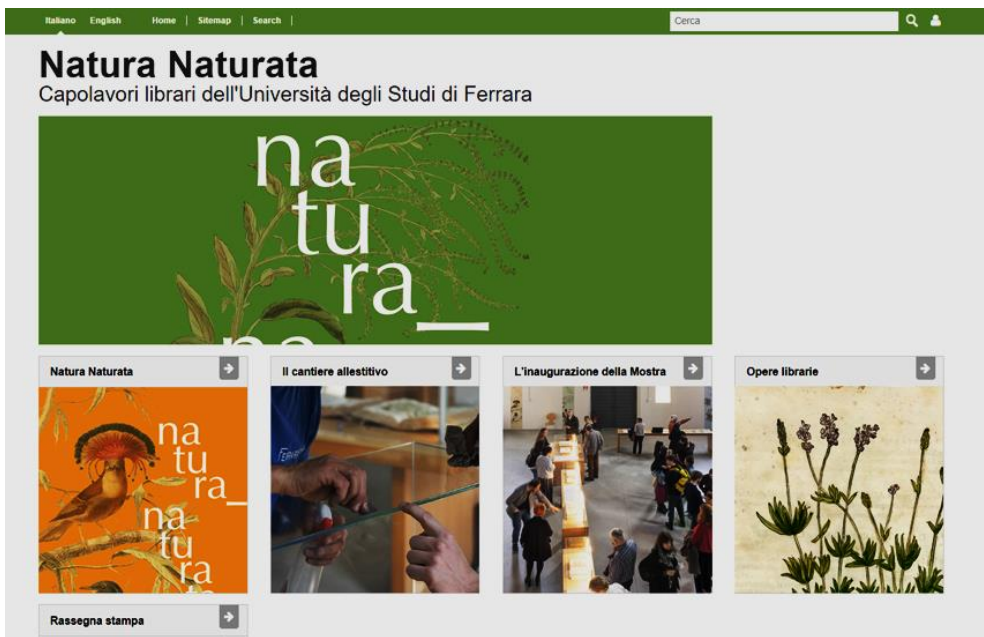 Italiano English Home | Sitemap | Search |
Cerca
Natura Naturata
Capolavori librari dell'Università degli Studi di Ferrara
na
tu
ra_
na
Natura Naturata
Il cantiere allestitivo
L'inaugurazione della Mostra
Opere librarie
na
tu
ra_
na
tu
ra
Rassegna stampa